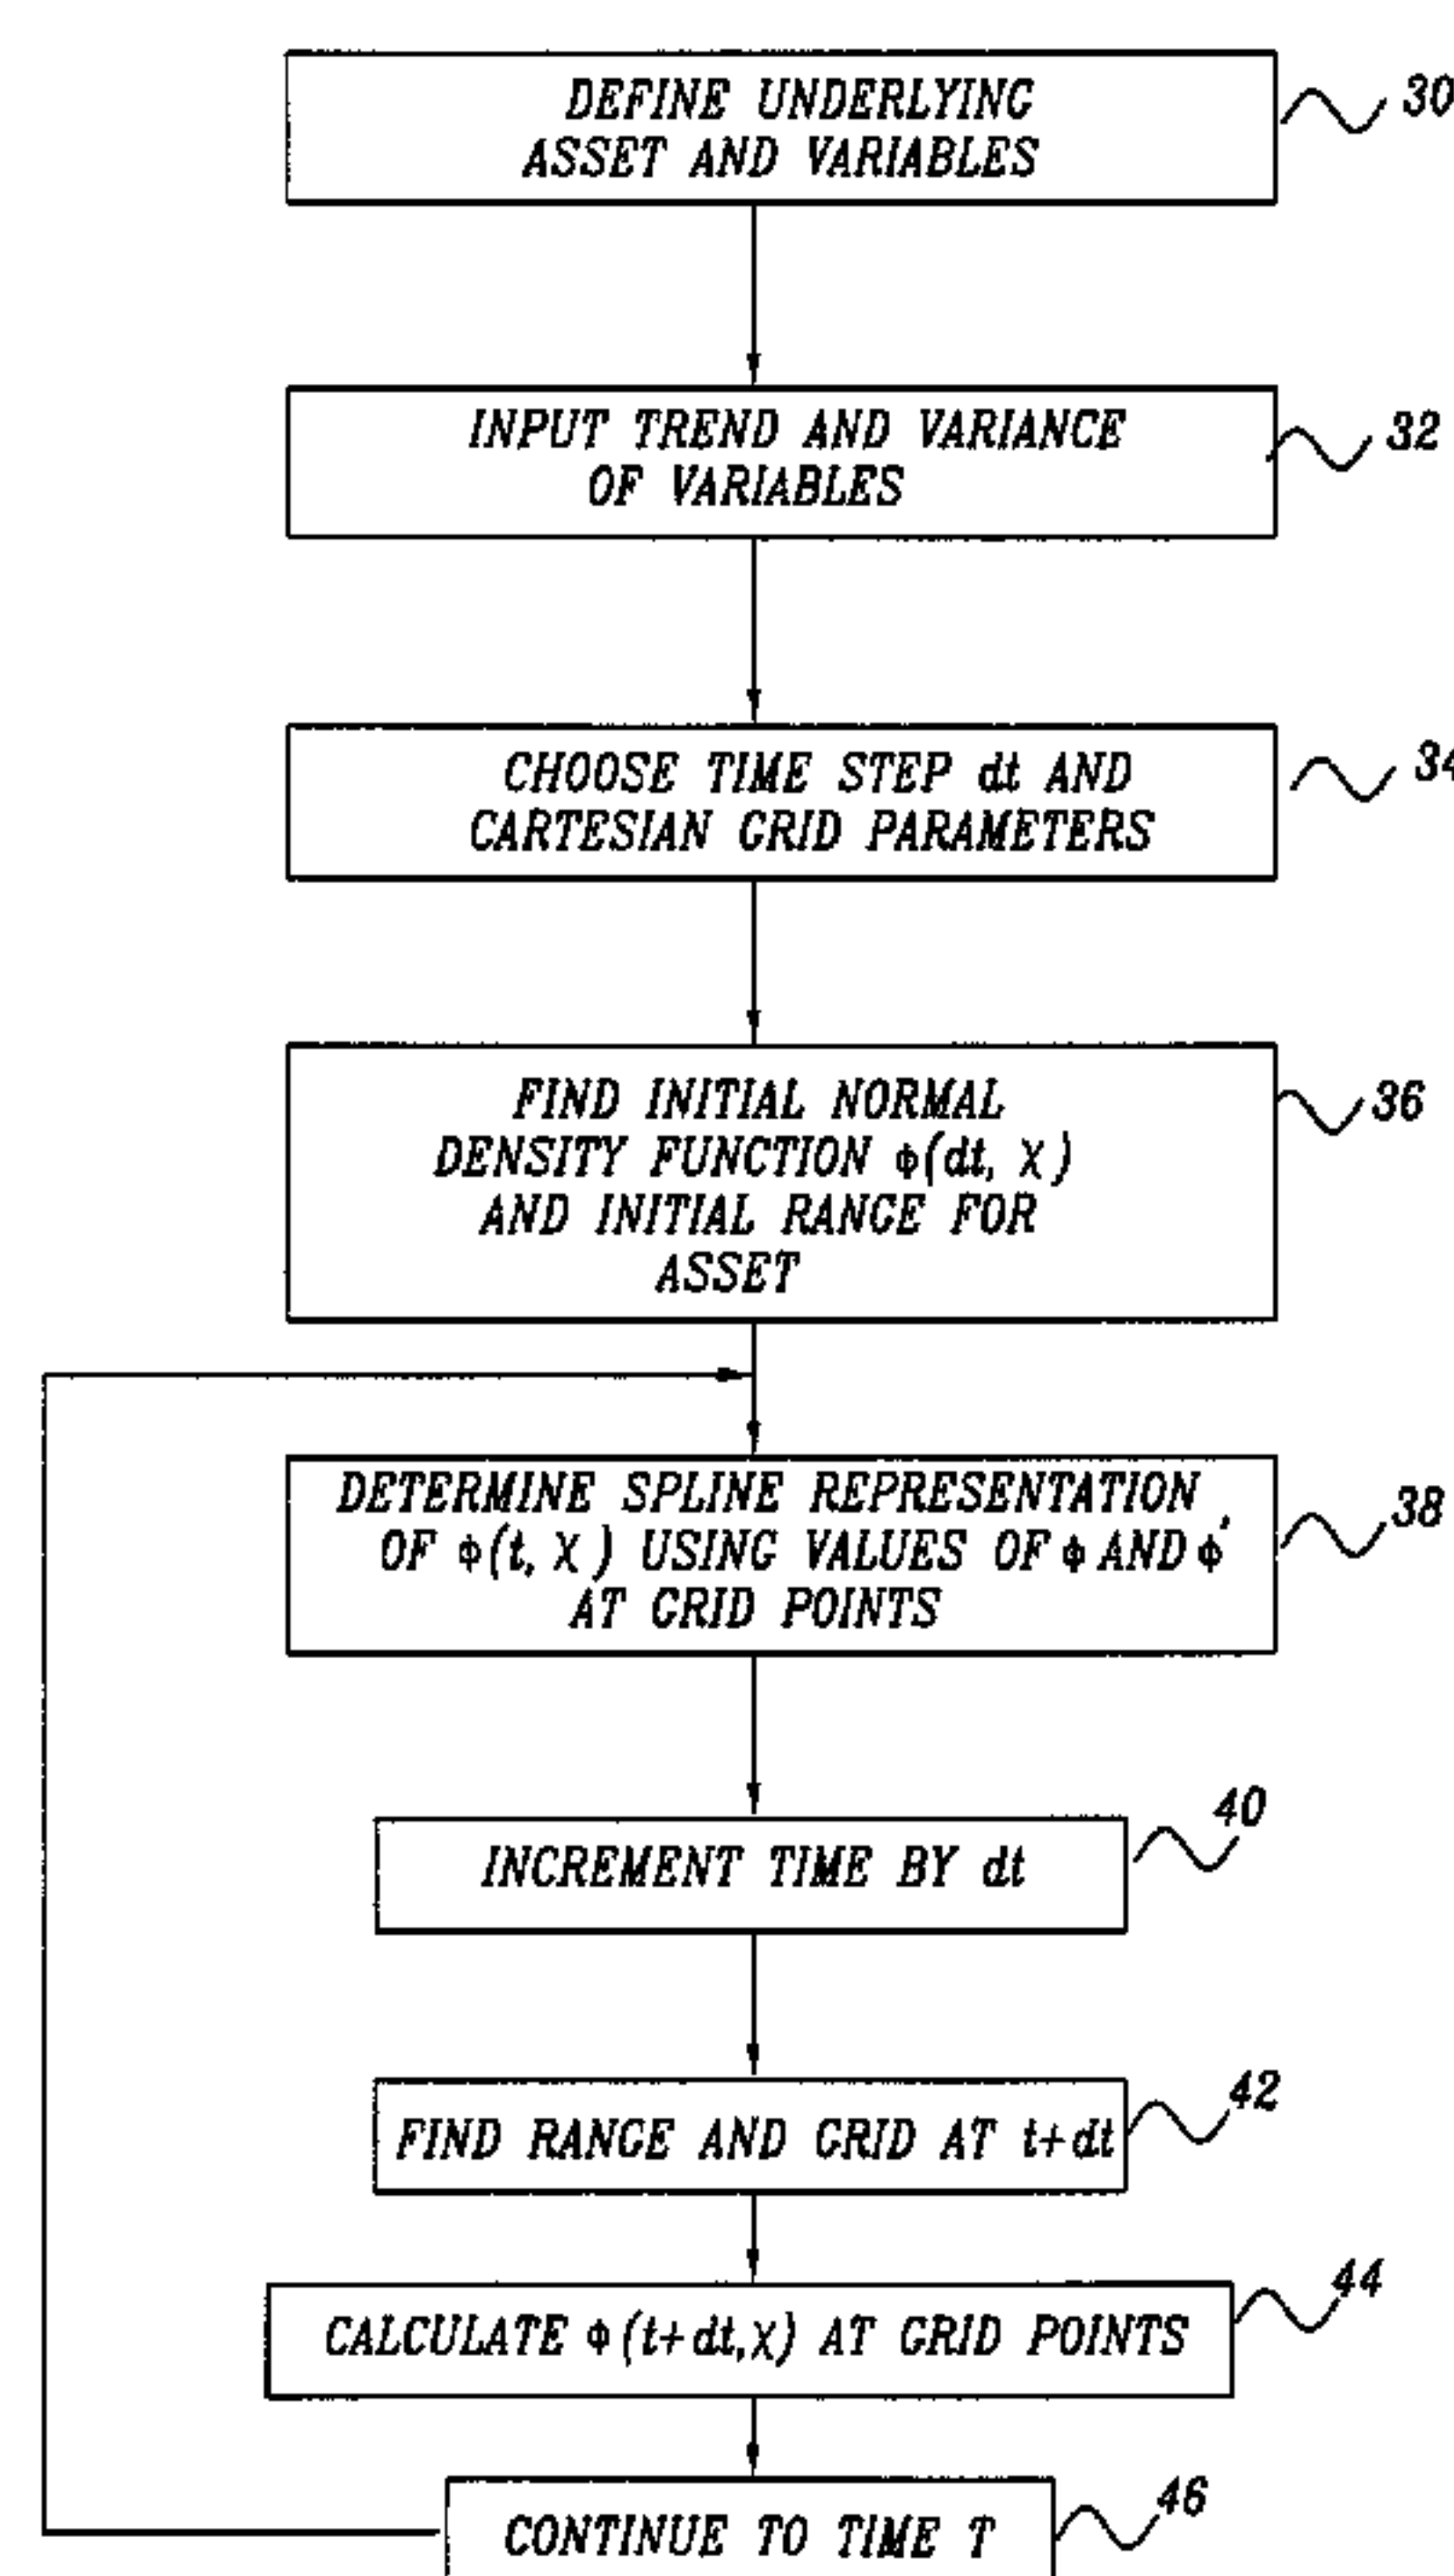 DEFINE UNDERLYING
ASSET AND VARIABLES
30
INPUT TREND AND VARIANCE
OF VARIABLES
32
CHOOSE TIME STEP dt AND
CARTESIAN GRID PARAMETERS
34
FIND INITIAL NORMAL
DENSITY FUNCTION ϕ(dt, χ)
AND INITIAL RANGE FOR
ASSET
36
DETERMINE SPLINE REPRESENTATION
OF ϕ(t, χ) USING VALUES OF ϕ AND ϕ'
AT GRID POINTS
38
INCREMENT TIME BY dt
40
FIND RANGE AND GRID AT t+dt
42
CALCULATE ϕ(t+dt,χ) AT GRID POINTS
44
CONTINUE TO TIME T
46